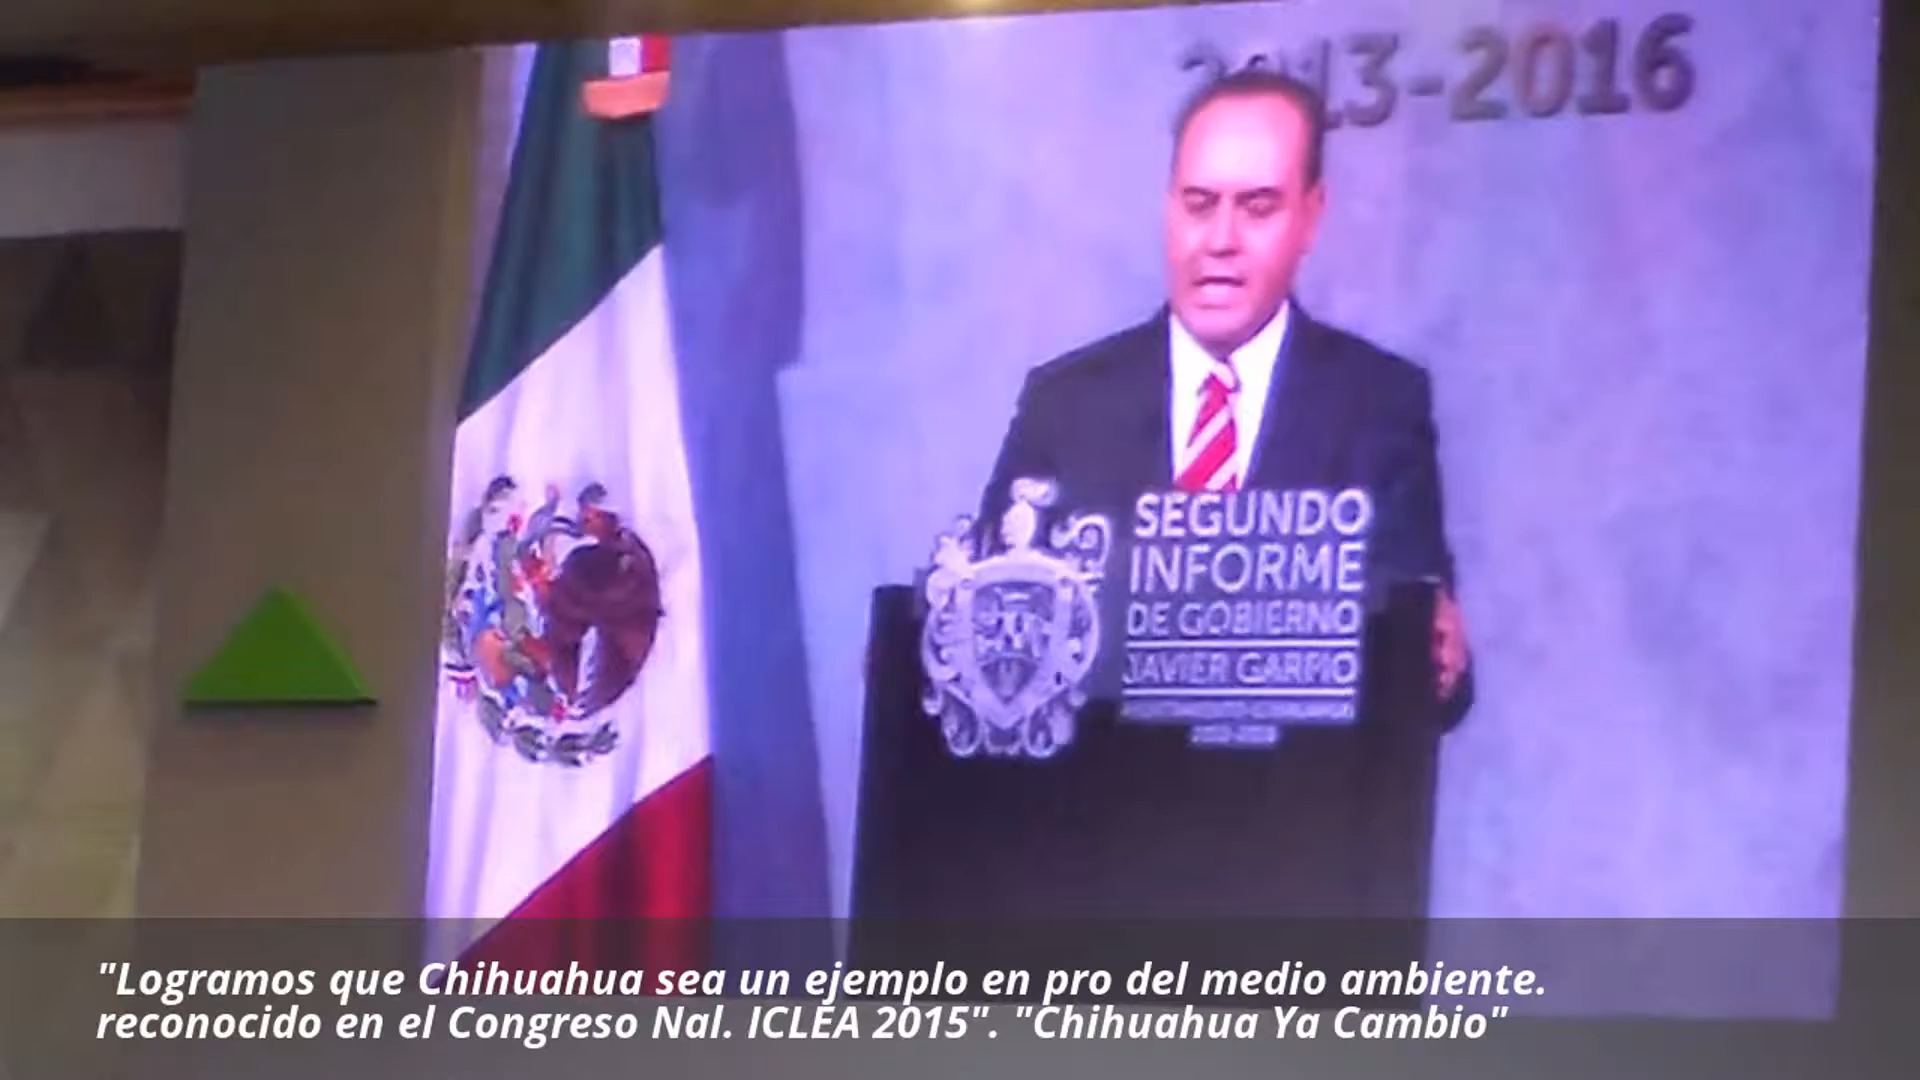 13-2016
SEGUNDO
INFORME
DE GOBIERNO
JAVIER GARFIO
"Logramos que Chihuahua sea un ejemplo en pro del medio ambiente.
reconocido en el Congreso Nal. ICLEA 2015". "Chihuahua Ya Cambio"